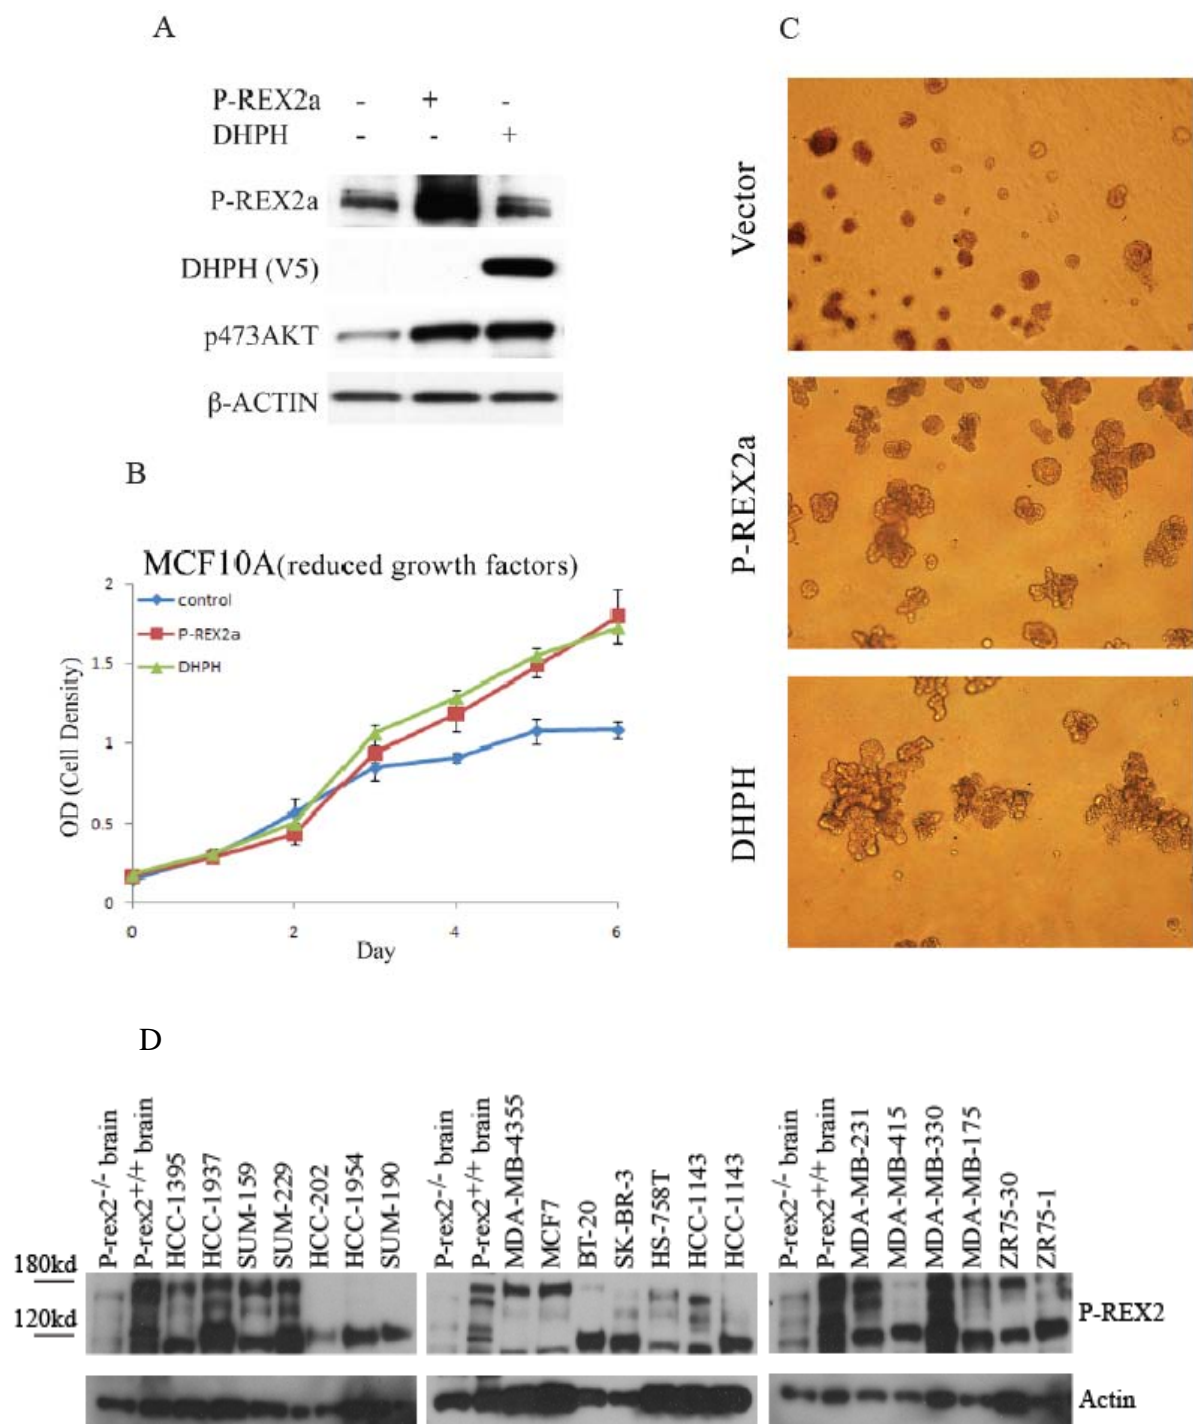 A
P-REX2a - + -
DHPH - - +
P-REX2a
DHPH (V5)
p473AKT
β-ACTIN
B
MCF10A(reduced growth factors)
control
P-REX2a
DHPH
OD (Cell Density)
2
1.5
1
0.5
0
0 2 4 6
Day
C
Vector
P-REX2a
DHPH
D
P-rex2-/- brain
P-rex2+/+ brain
HCC-1395
HCC-1937
SUM-159
SUM-229
HCC-202
HCC-1954
SUM-190
P-rex2-/- brain
P-rex2+/+ brain
MDA-MB-4355
MCF7
BT-20
SK-BR-3
HS-758T
HCC-1143
HCC-1143
P-rex2-/- brain
P-rex2+/+ brain
MDA-MB-231
MDA-MB-415
MDA-MB-330
MDA-MB-175
ZR75-30
ZR75-1
180kd
120kd
P-REX2
Actin